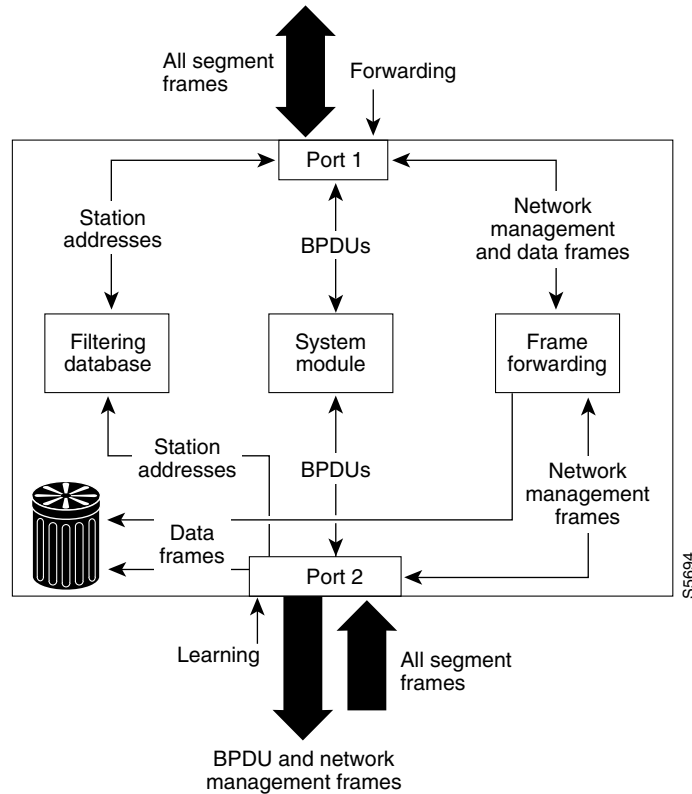 All segment
frames
Forwarding
Port 1
Station
addresses
BPDUs
Network
management
and data frames
Filtering
database
System
module
Frame
forwarding
Station
addresses
BPDUs
Network
management
frames
Data
frames
Port 2
S5694
Learning
All segment
frames
BPDU and network
management frames